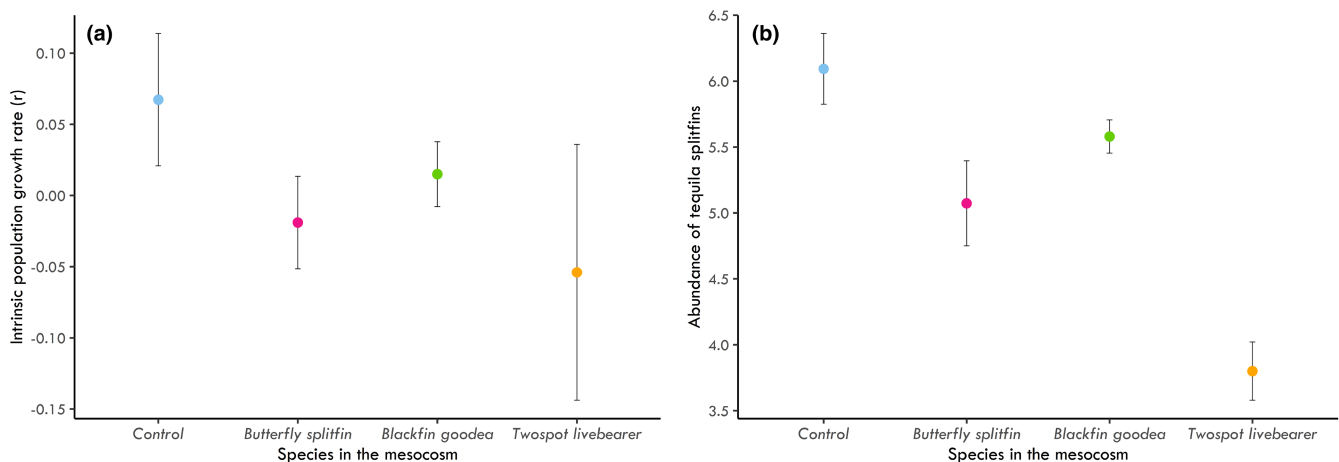 (a)
Intrinsic population growth rate (r)
0.10
0.05
0.00
-0.05
-0.10
-0.15
Control Butterfly splitfin Blackfin goodea Twospot livebearer
Species in the mesocosm
(b)
Abundance of tequila splitfins
6.5
6.0
5.5
5.0
4.5
4.0
3.5
Control Butterfly splitfin Blackfin goodea Twospot livebearer
Species in the mesocosm